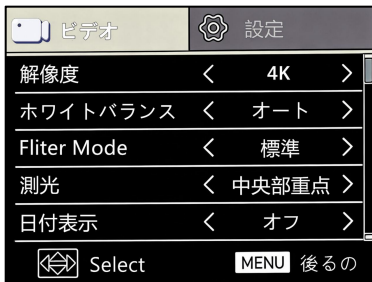 ビデオ 設定
解像度 < 4K >
ホワイトバランス < オート >
Fliter Mode < 標準 >
測光 < 中央部重点 >
日付表示 < オフ >
Select MENU 後るの